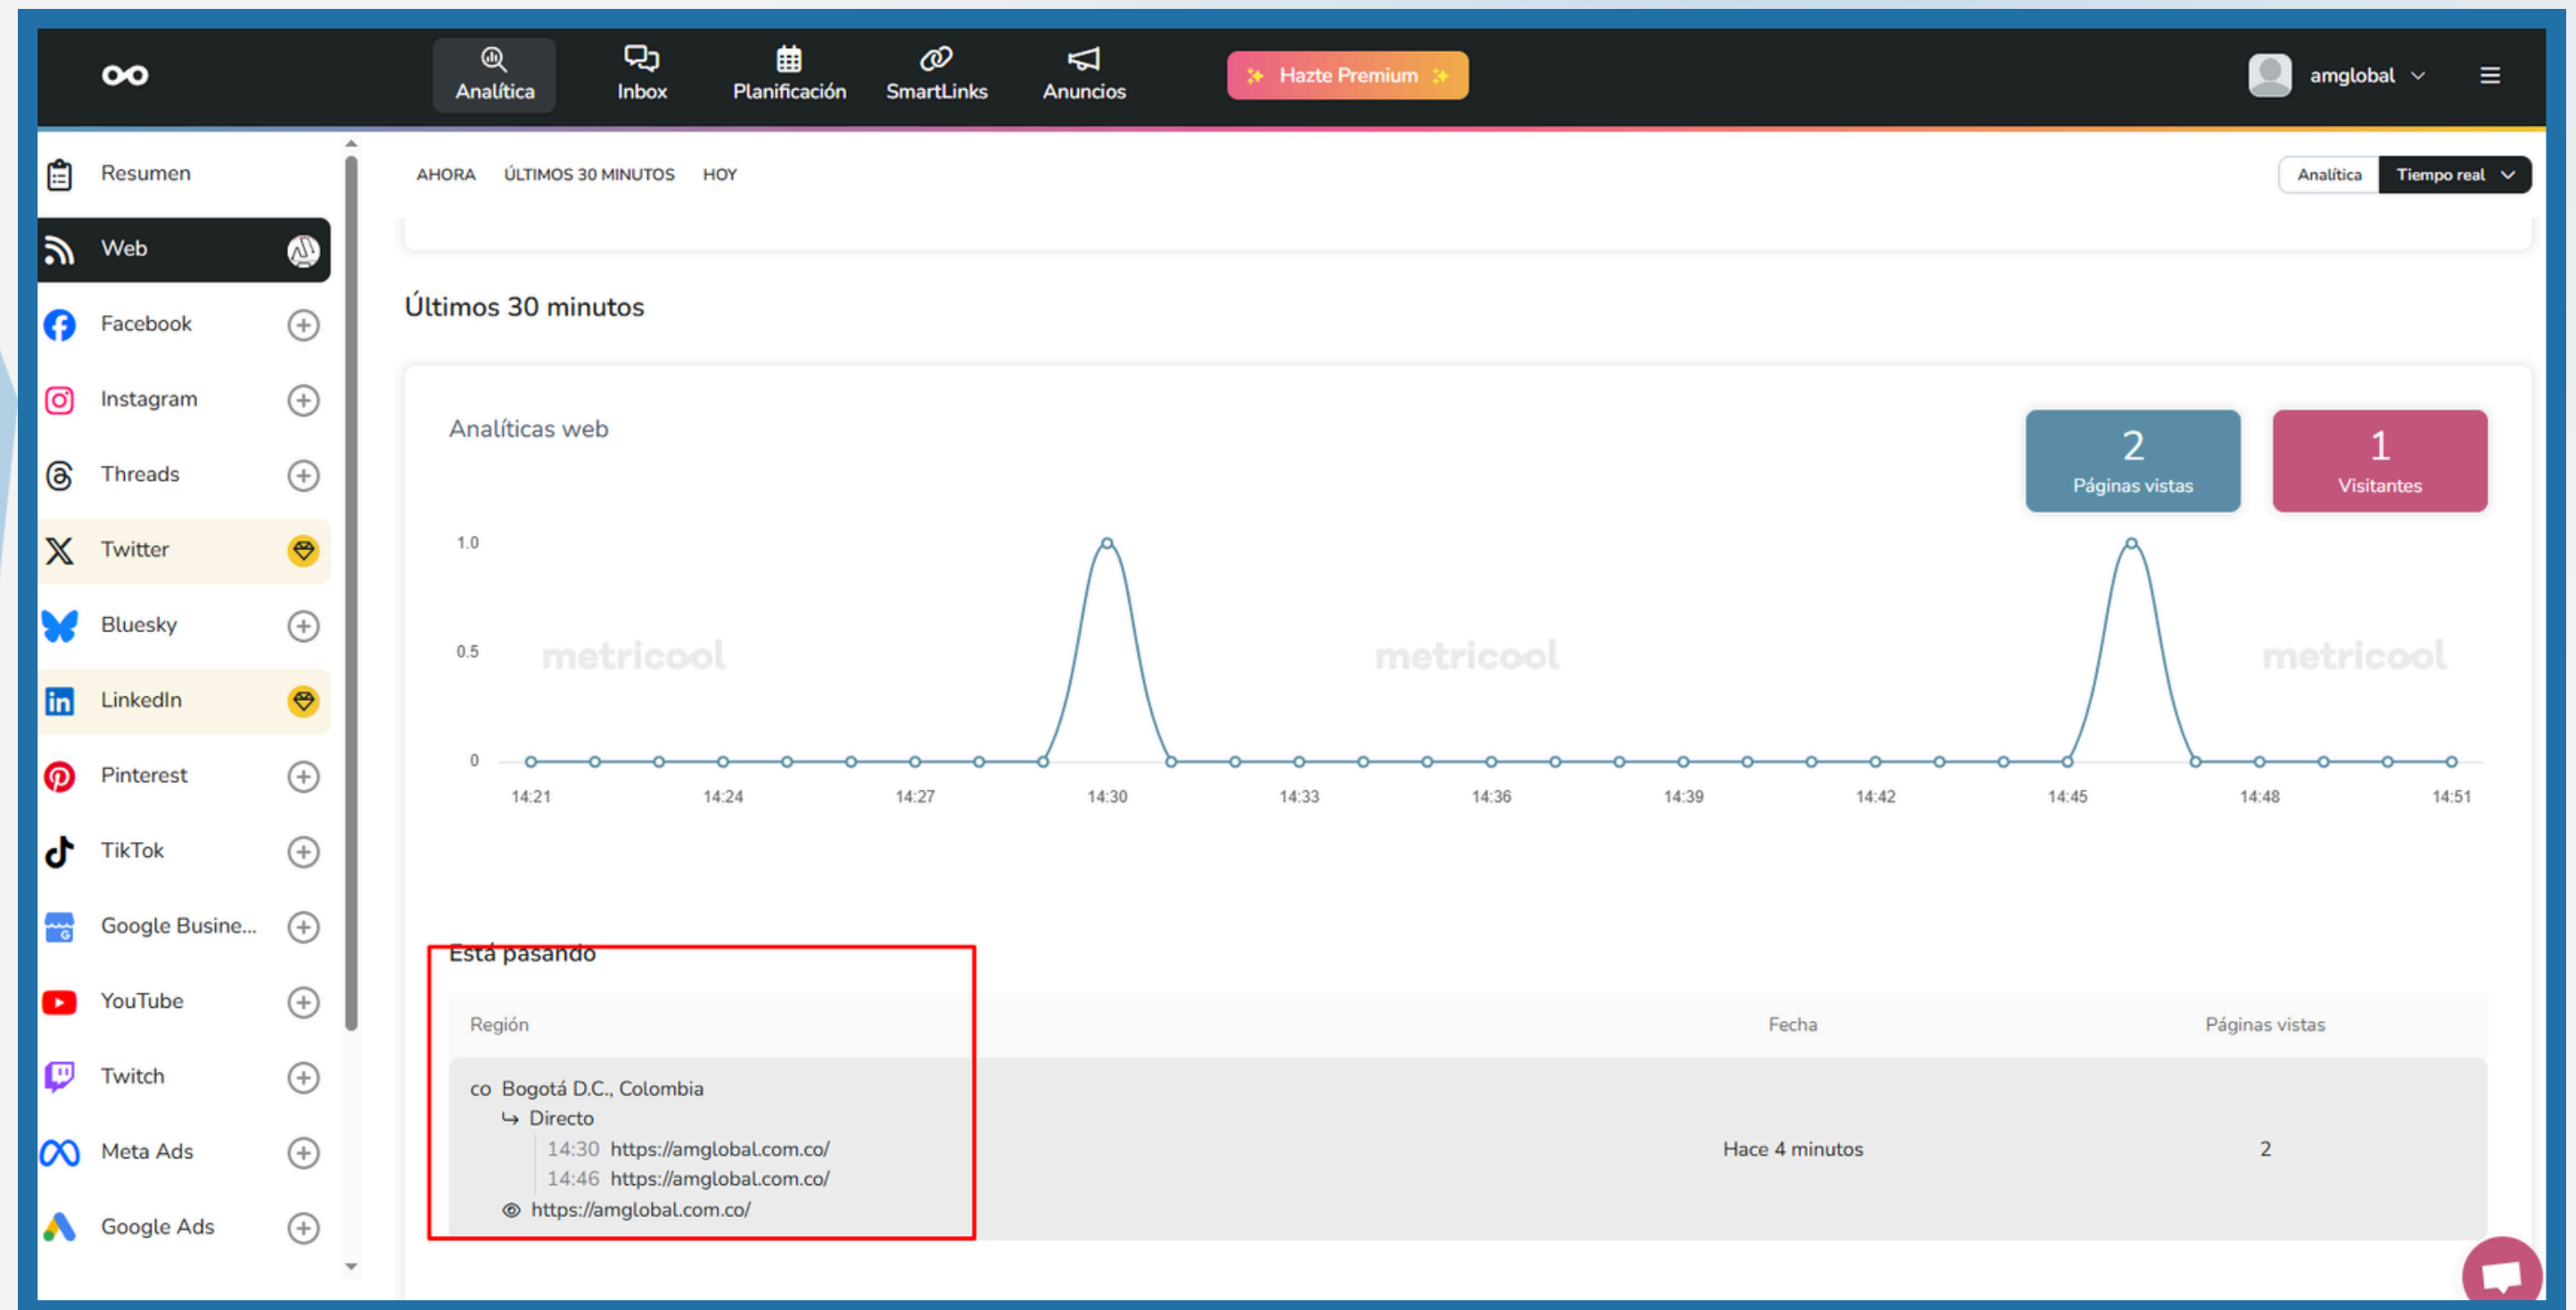 Analítica
Inbox
Planificación
SmartLinks
Anuncios
Hazte Premium
amglobal
Resumen
Web
Facebook
Instagram
Threads
Twitter
Bluesky
LinkedIn
Pinterest
TikTok
Google Busine...
YouTube
Twitch
Meta Ads
Google Ads
AHORA ÚLTIMOS 30 MINUTOS HOY
Analítica Tiempo real
Últimos 30 minutos
Analíticas web
2
Páginas vistas
1
Visitantes
1.0
0.5
0
metricool metricool metricool
14:21 14:24 14:27 14:30 14:33 14:36 14:39 14:42 14:45 14:48 14:51
Está pasando
Región Fecha Páginas vistas
co Bogotá D.C., Colombia
Directo
14:30 https://amglobal.com.co/
14:46 https://amglobal.com.co/
https://amglobal.com.co/
Hace 4 minutos
2